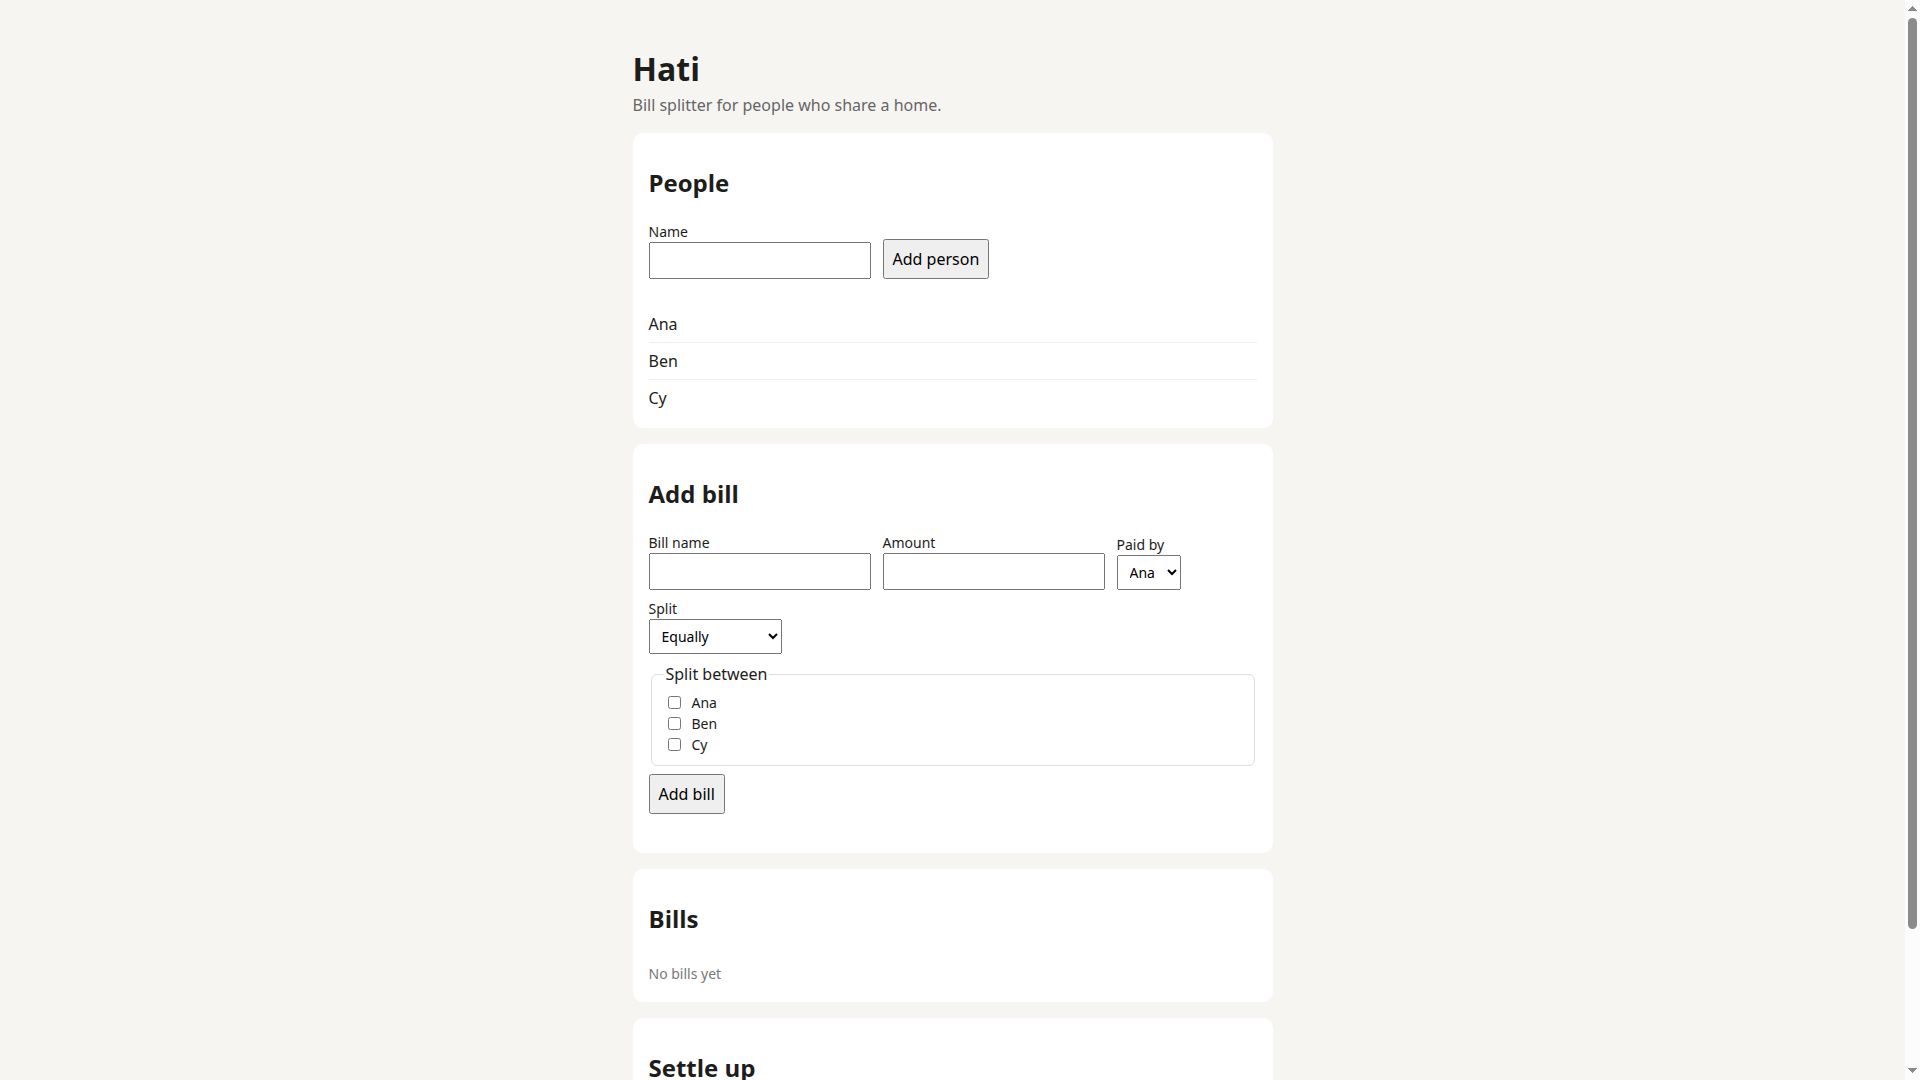 Hati
Bill splitter for people who share a home.
People
Name
Add person
Ana
Ben
Cy
Add bill
Bill name Amount Paid by
Ana
Split
Equally
Split between
Ana
Ben
Cy
Add bill
Bills
No bills yet
Settle up